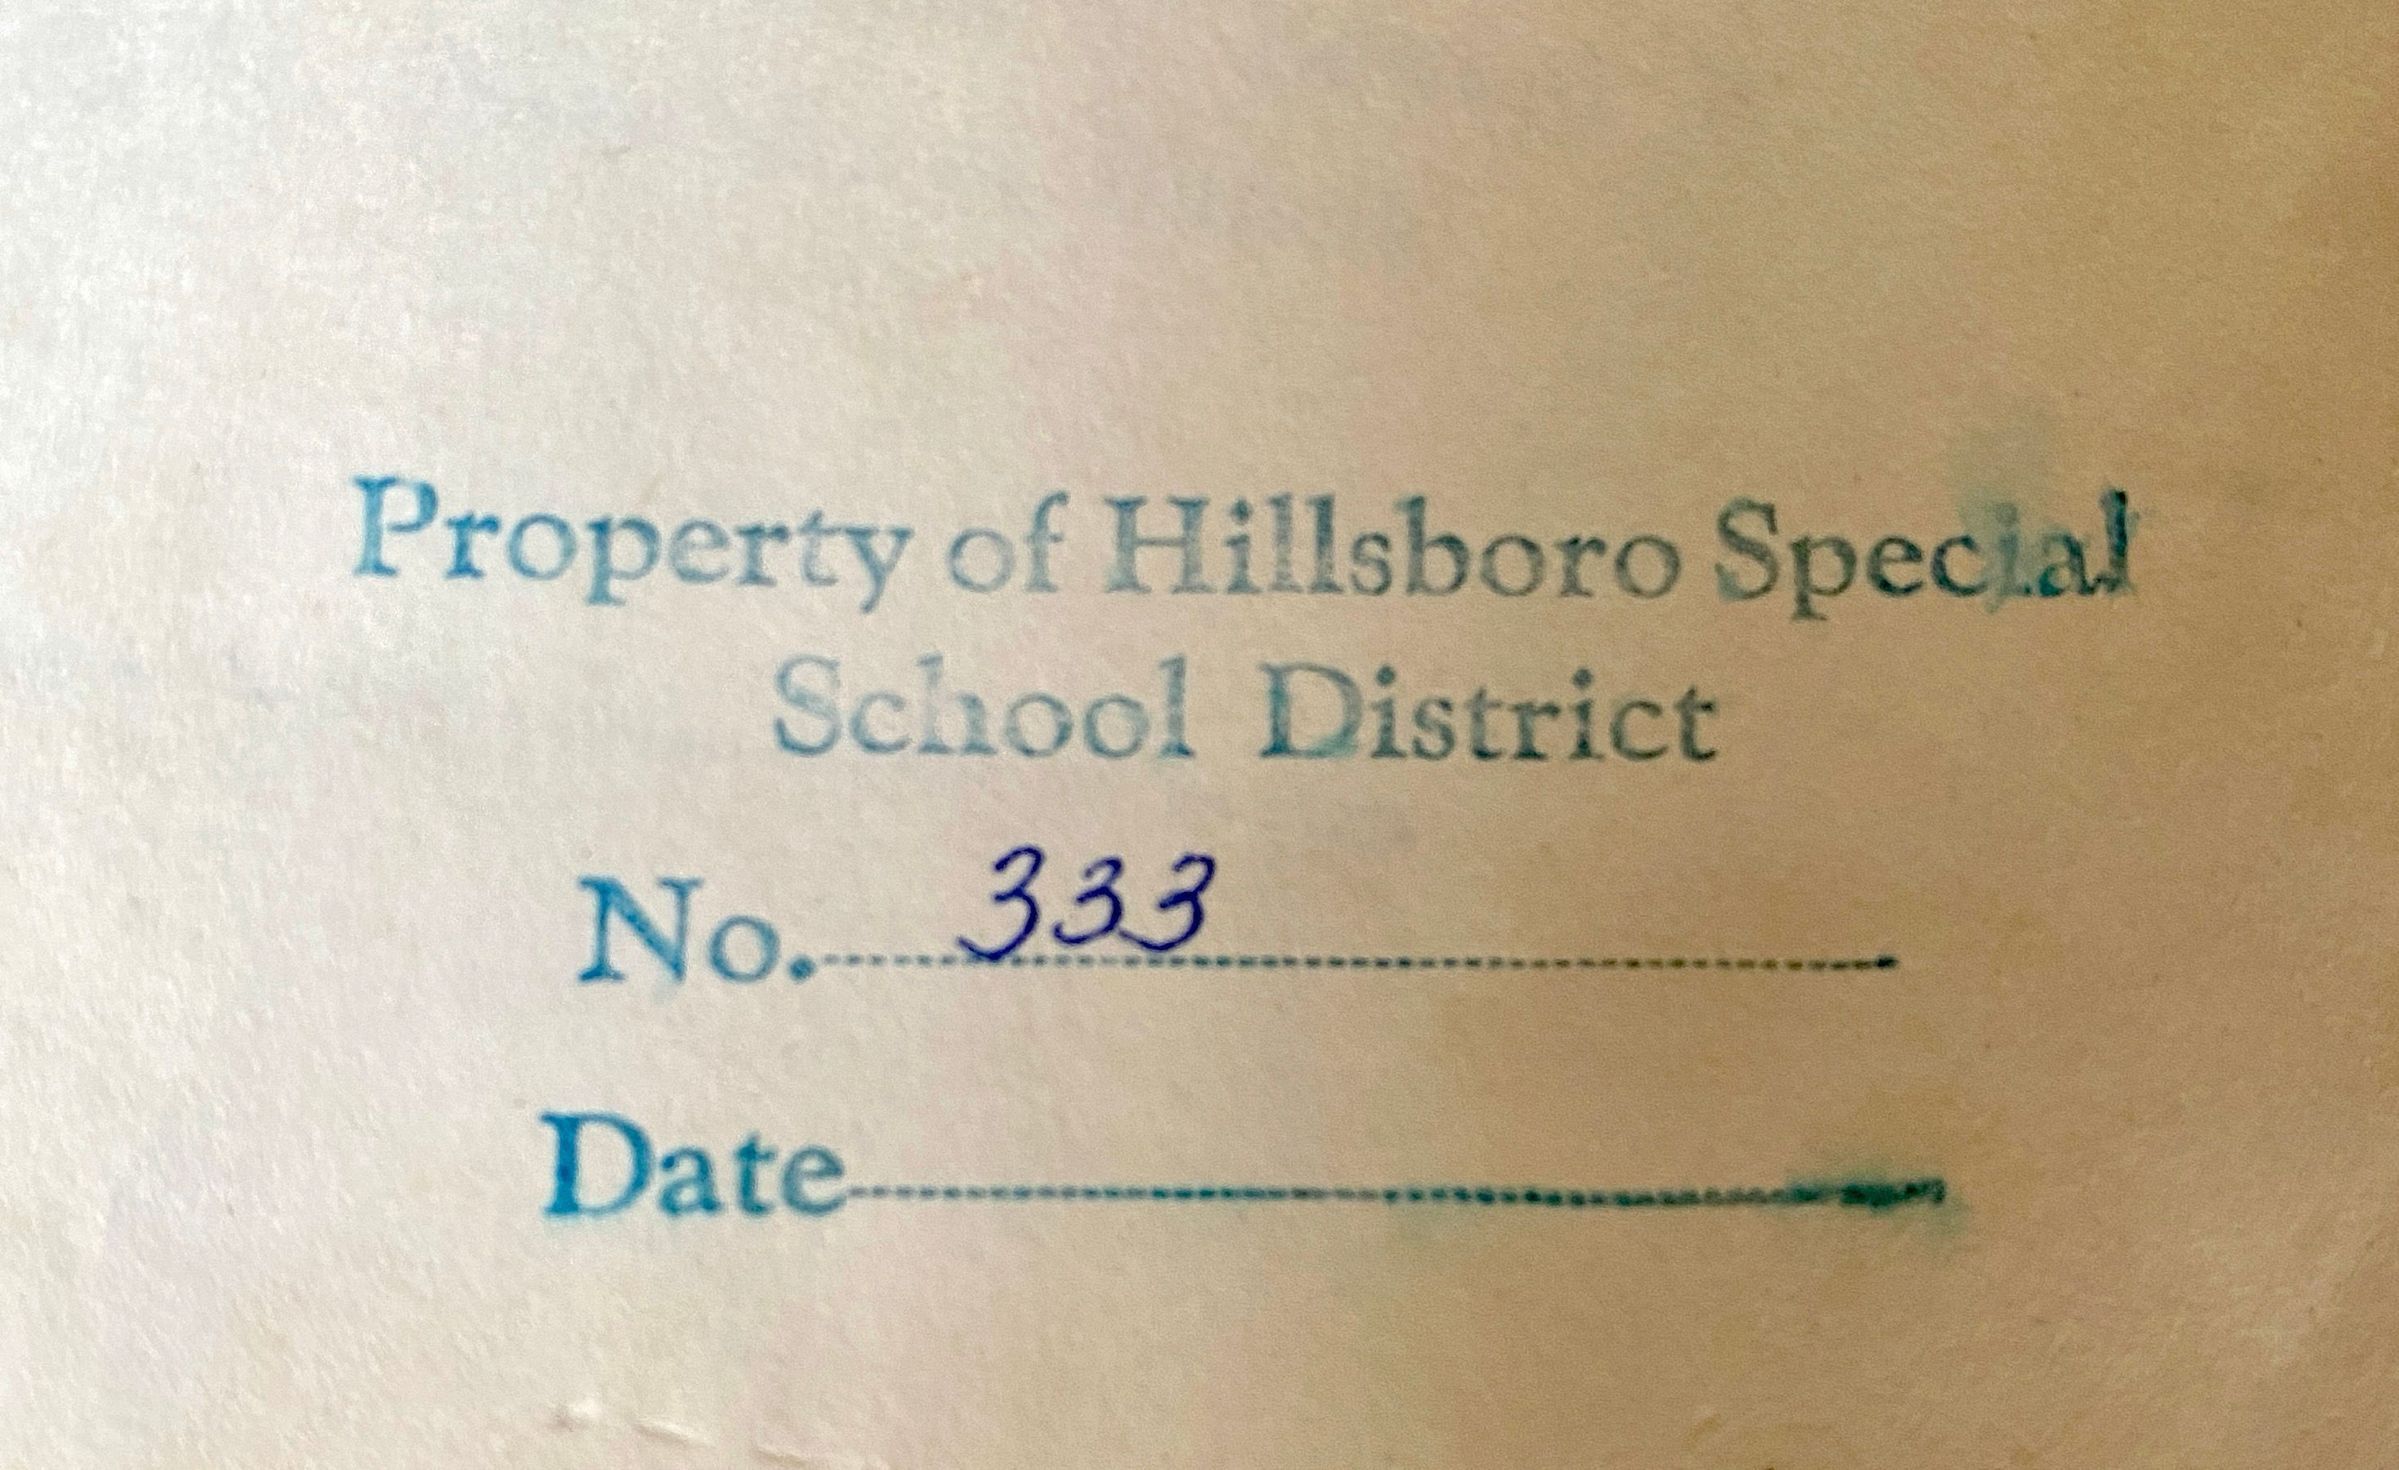 Property of Hillsboro Special
School District
No. 333
Date